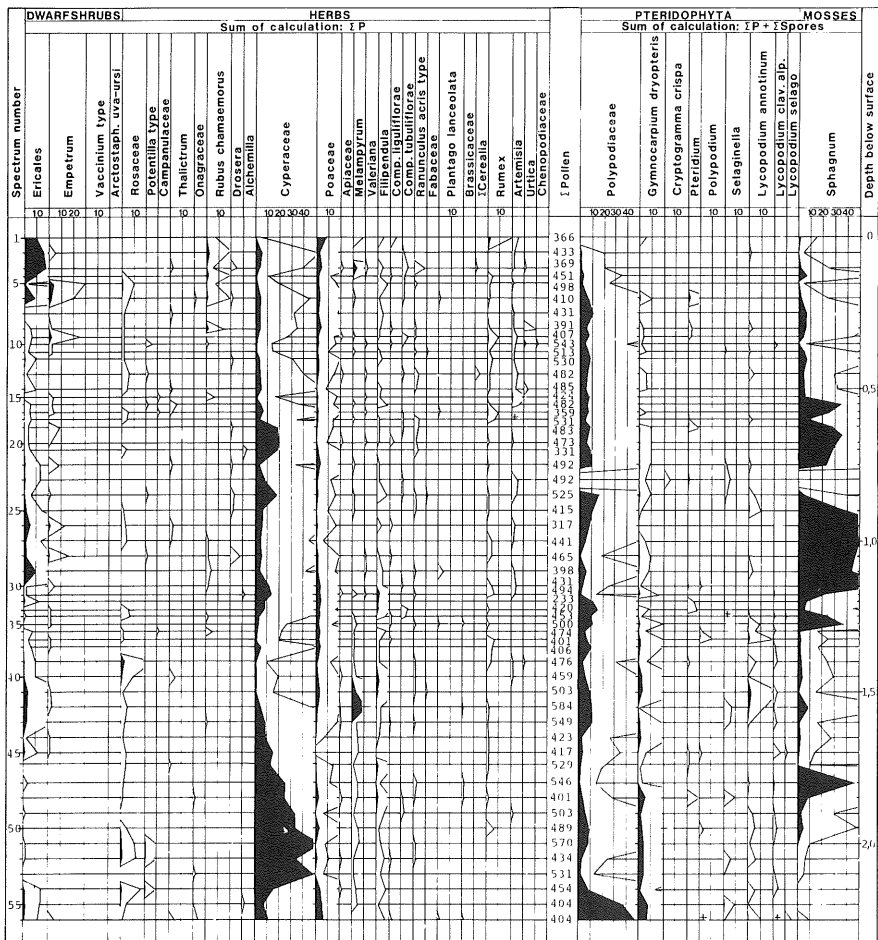 DWARFSHRUBS HERBS PTERIDOPHYTA MOSSES
Sum of calculation: ΣP Sum of calculation: ΣP + ΣSpores
Spectrum number
Ericales
Empetrum
Vaccinium type
Arctostaph. uva-ursi
Rosaceae
Potentilla type
Campanulaceae
Thalictrum
Onagraceae
Rubus chamaemorus
Drosera
Alchemilla
Cyperaceae
Poaceae
Apiaceae
Melampyrum
Valeriana
Filipendula
Comp. liguliflorae
Comp. tubuliflorae
Ranunculus acris type
Fabaceae
Plantago lanceolata
Brassicaceae
ΣCerealia
Rumex
Artemisia
Urtica
Chenopodiaceae
Σ Pollen
Polypodiaceae
Gymnocarpium dryopteris
Cryptogramma crispa
Pteridium
Polypodium
Selaginella
Lycopodium annotinum
Lycopodium clav. alp.
Lycopodium selago
Sphagnum
Depth below surface
10 10 20 10 10 10 10 10 20 30 40 10 10 10 10 10 10 20 30 40 10 10 10 10 10 20 30 40
1 366 0
433
369
451
5 498
410
431
391
407
10 543
513
530
482
485 0,5
15
482
359
531
483
473
20 331
492
492
525
25 415
317
441 1,0
465
398
431
30 494
233
420
453
35 500
474
401
406
476
40 459
503 1,5
584
549
423
45 417
529
546
401
503
50 489
570 2,0
434
531
454
55 404
404